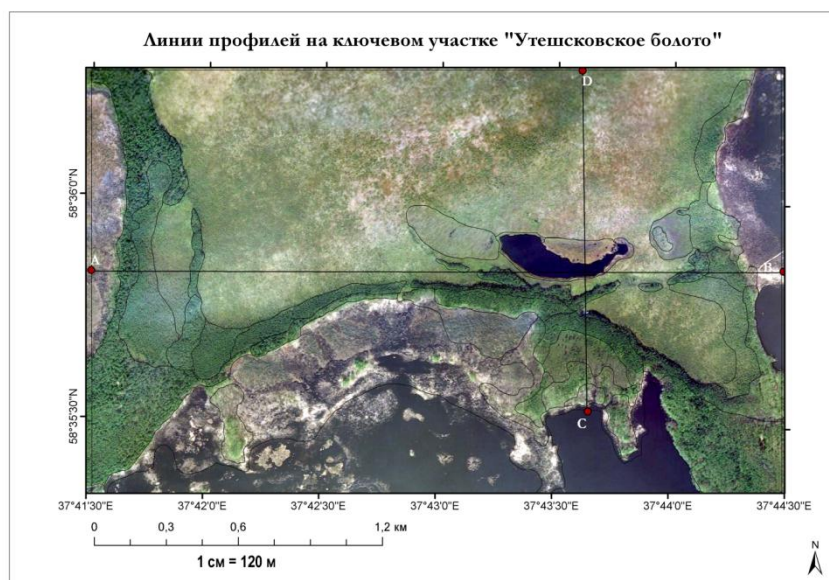 Линии профилей на ключевом участке "Утешсковское болото"
D
58°36'0"N
A
B
58°35'30"N
C
37°41'30"E
37°42'0"E
37°42'30"E
37°43'0"E
37°43'30"E
37°44'0"E
37°44'30"E
0 0,3 0,6 1,2 км
1 см = 120 м
N